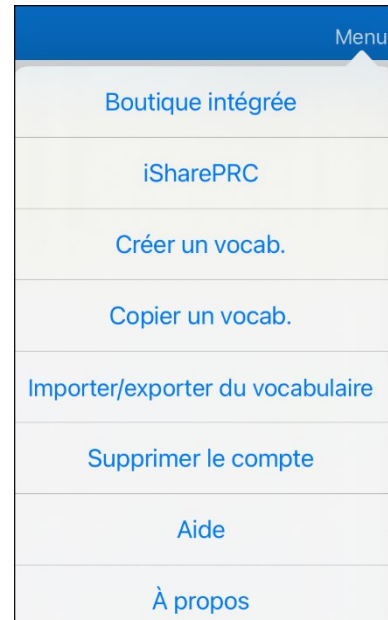 Menu
Boutique intégrée
iSharePRC
Créer un vocab.
Copier un vocab.
Importer/exporter du vocabulaire
Supprimer le compte
Aide
À propos